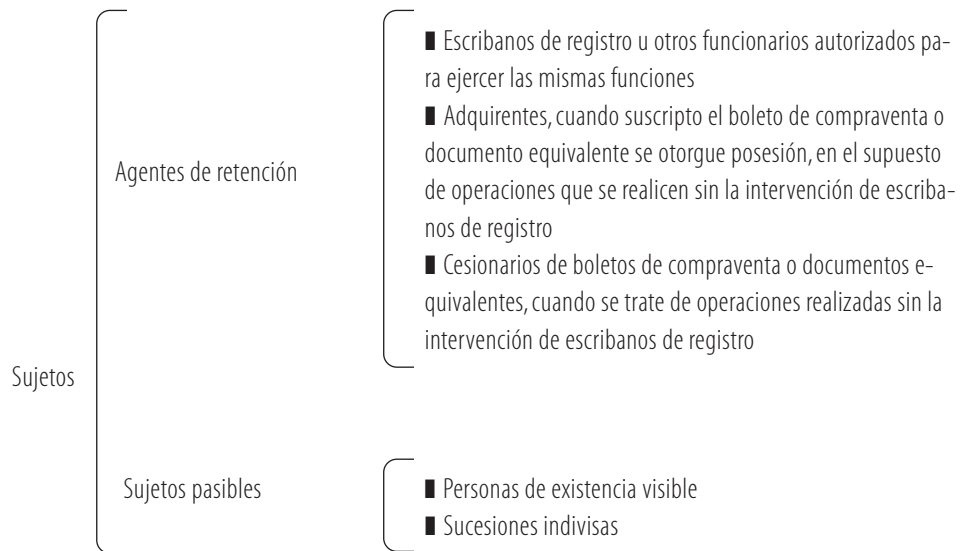 Sujetos
Agentes de retención
■ Escribanos de registro u otros funcionarios autorizados pa-
ra ejercer las mismas funciones
■ Adquirentes, cuando suscripto el boleto de compraventa o
documento equivalente se otorgue posesión, en el supuesto
de operaciones que se realicen sin la intervención de escriba-
nos de registro
■ Cesionarios de boletos de compraventa o documentos e-
quivalentes, cuando se trate de operaciones realizadas sin la
intervención de escribanos de registro
Sujetos pasibles
■ Personas de existencia visible
■ Sucesiones indivisas